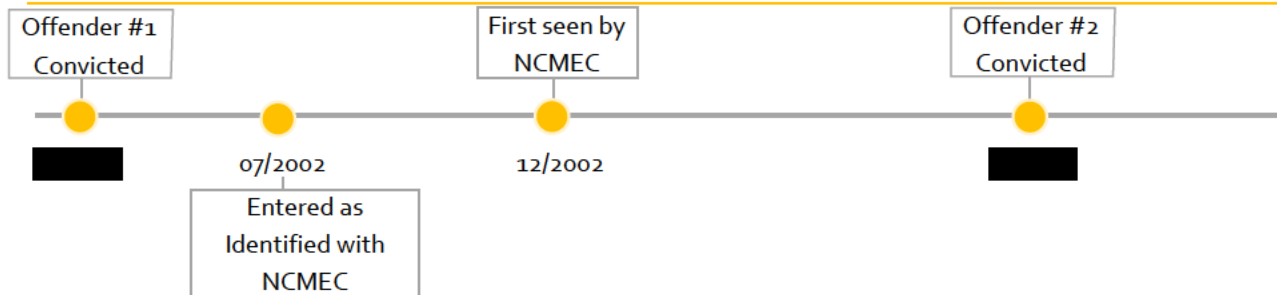 Offender #1
Convicted
First seen by
NCMEC
Offender #2
Convicted
07/2002
12/2002
Entered as
Identified with
NCMEC